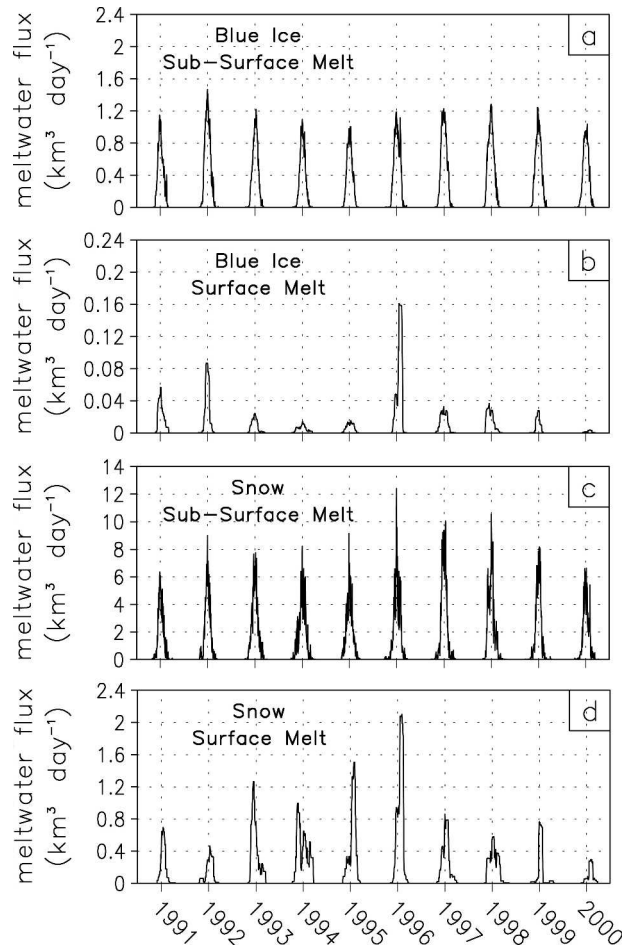 meltwater flux
(km³ day⁻¹)
2.4
2
1.6
1.2
0.8
0.4
0
Blue Ice
Sub-Surface Melt
a
meltwater flux
(km³ day⁻¹)
0.24
0.2
0.16
0.12
0.08
0.04
0
Blue Ice
Surface Melt
b
meltwater flux
(km³ day⁻¹)
14
12
10
8
6
4
2
0
Snow
Sub-Surface Melt
c
meltwater flux
(km³ day⁻¹)
2.4
2
1.6
1.2
0.8
0.4
0
Snow
Surface Melt
d
1991 1992 1993 1994 1995 1996 1997 1998 1999 2000